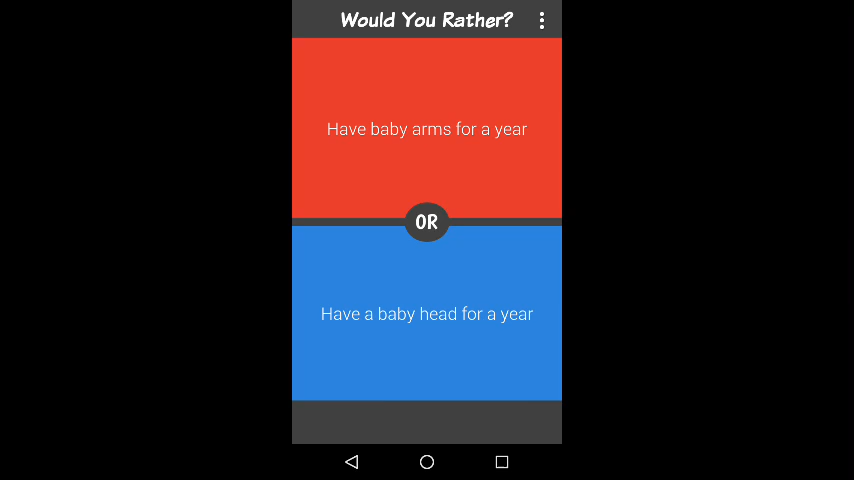 Would You Rather?
Have baby arms for a year
OR
Have a baby head for a year